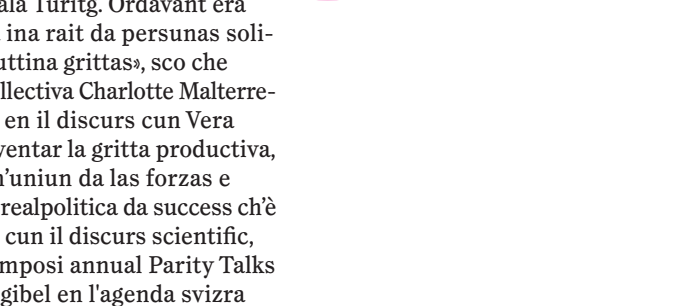 ala Turitg. Ordavant era
ina rait da persunas soli-
uttina grittas», sco che
llectiva Charlotte Malterre-
en il discurs cun Vera
ventar la gritta productiva,
n’uniun da las forzas e
realpolitica da success ch’è
cun il discurs scientific,
mposi annual Parity Talks
gibel en l'agenda svizra